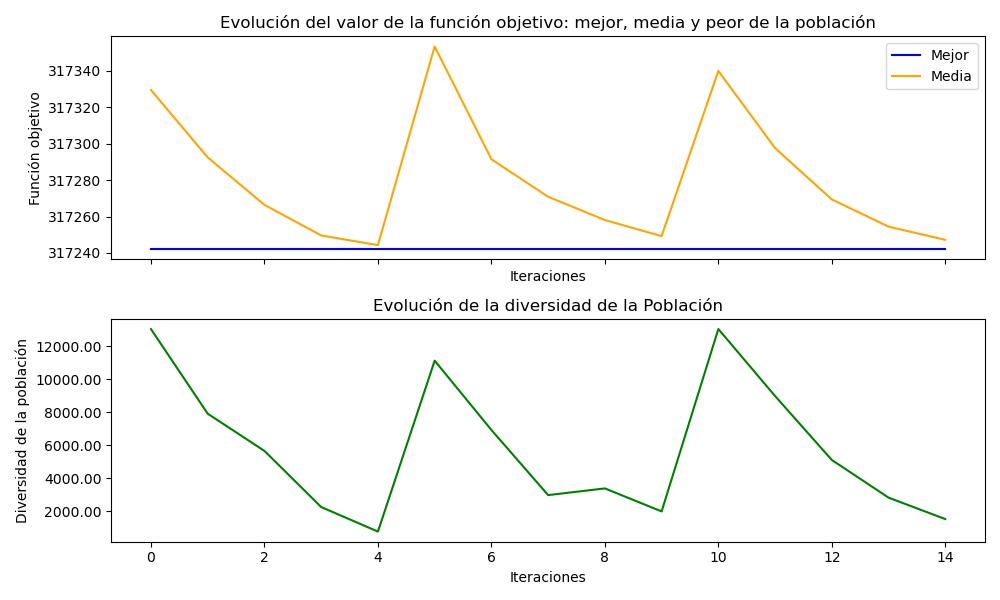 Evolución del valor de la función objetivo: mejor, media y peor de la población
Función objetivo
317340
317320
317300
317280
317260
317240
Mejor
Media
Iteraciones
Evolución de la diversidad de la Población
Diversidad de la población
12000.00
10000.00
8000.00
6000.00
4000.00
2000.00
0 2 4 6 8 10 12 14
Iteraciones